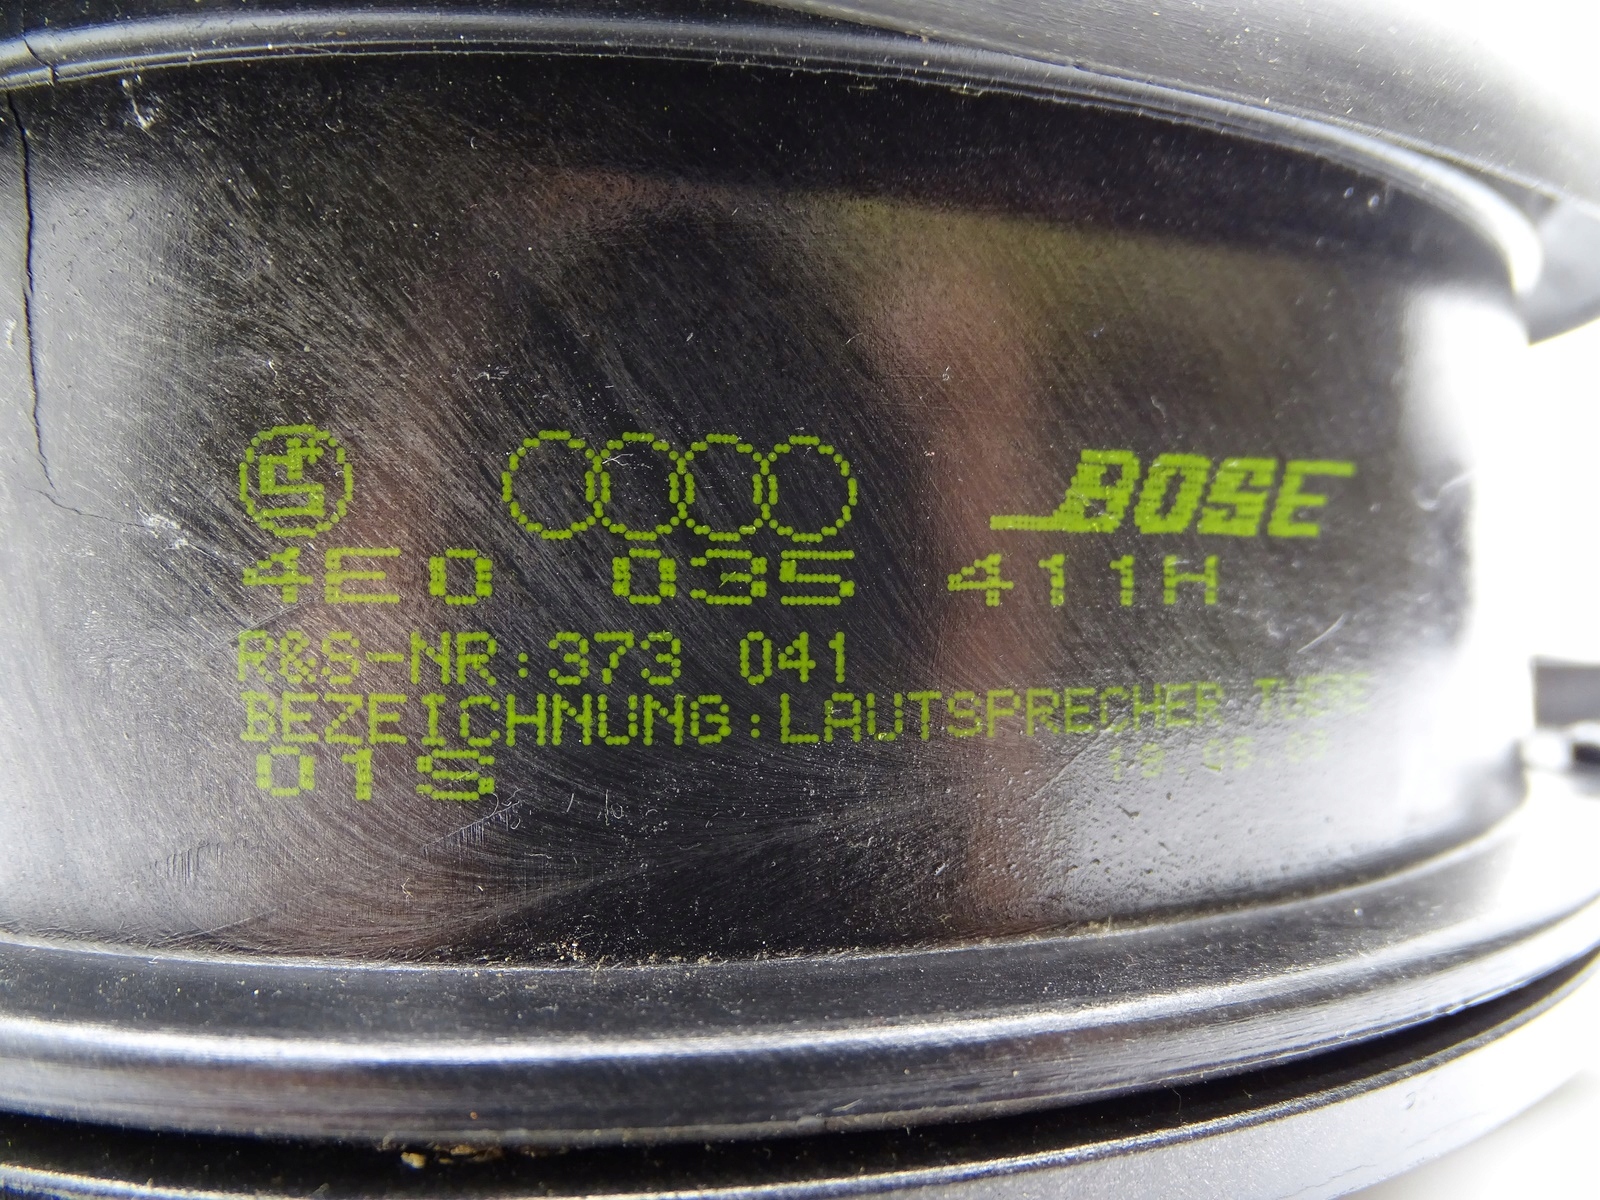 BOSE
4E0 035 411H
R&S-NR:373 041
BEZEICHNUNG:LAUTSPRECHER
01S